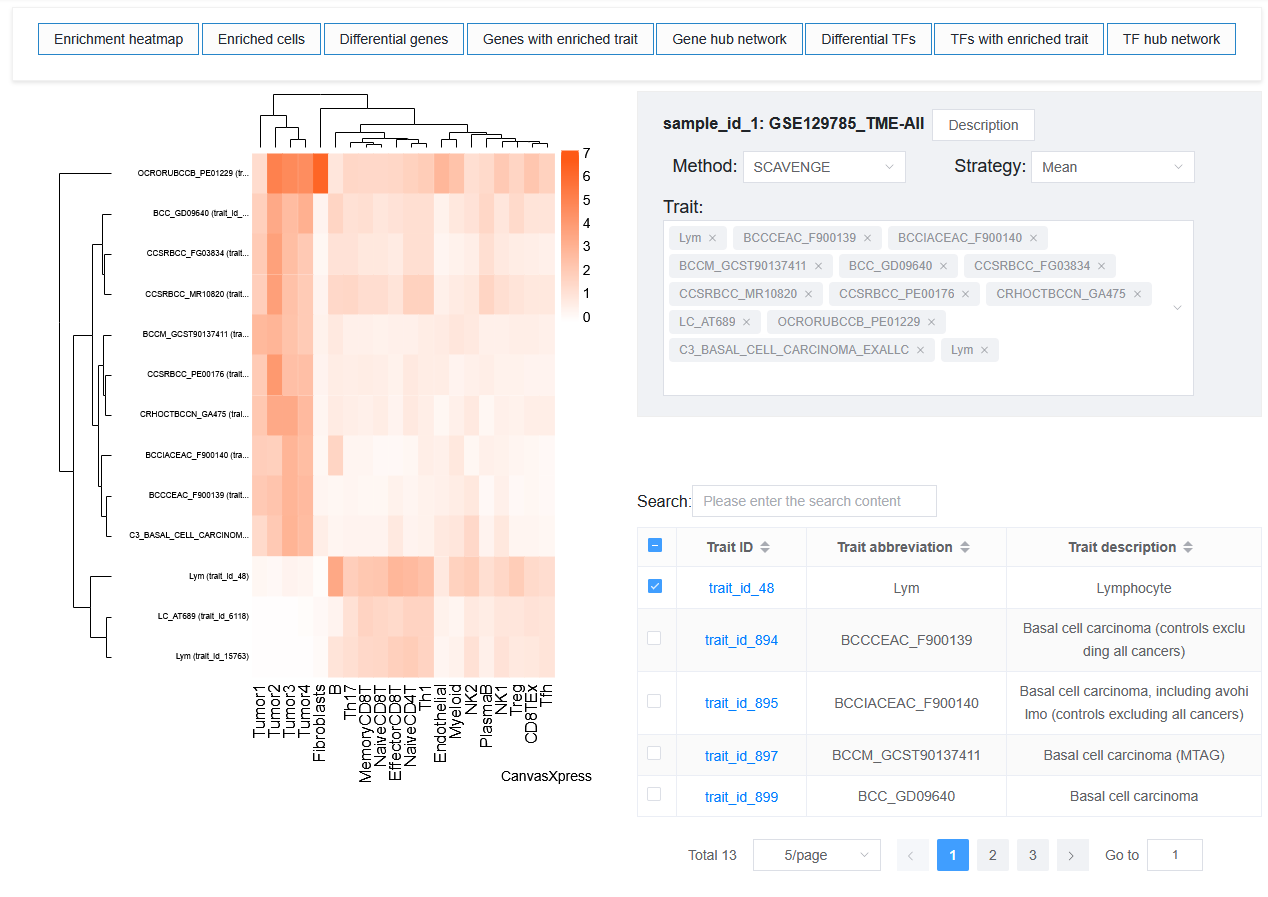 Enrichment heatmap
Enriched cells
Differential genes
Genes with enriched trait
Gene hub network
Differential TFs
TFs with enriched trait
TF hub network
OCRORUBCCB_PE01229 (tr...
BCC_GD09640 (trait_id_...
CCSRBCC_FG03834 (trait...
CCSRBCC_MR10820 (trait...
BCCM_GCST90137411 (tra...
CCSRBCC_PE00176 (trait...
CRHOCTBCCN_GA475 (trai...
BCCIACEAC_F900140 (tra...
BCCCEAC_F900139 (trait...
C3_BASAL_CELL_CARCINOM...
Lym (trait_id_48)
LC_AT689 (trait_id_6118)
Lym (trait_id_15763)
7
6
5
4
3
2
1
0
Tumor1
Tumor2
Tumor3
Tumor4
Fibroblasts
B
Th17
MemoryCD8T
NaiveCD8T
EffectorCD8T
NaiveCD4T
Th1
Endothelial
Myeloid
NK2
PlasmaB
NK1
Treg
CD8TEx
Tfh
CanvasXpress
sample_id_1: GSE129785_TME-All
Description
Method: SCAVENGE
Strategy: Mean
Trait:
Lym × BCCCEAC_F900139 × BCCIACEAC_F900140 ×
BCCM_GCST90137411 × BCC_GD09640 × CCSRBCC_FG03834 ×
CCSRBCC_MR10820 × CCSRBCC_PE00176 × CRHOCTBCCN_GA475 ×
LC_AT689 × OCRORUBCCB_PE01229 ×
C3_BASAL_CELL_CARCINOMA_EXALLC × Lym ×
Search: Please enter the search content
Trait ID Trait abbreviation Trait description
trait_id_48 Lym Lymphocyte
trait_id_894 BCCCEAC_F900139 Basal cell carcinoma (controls exclu
ding all cancers)
trait_id_895 BCCIACEAC_F900140 Basal cell carcinoma, including avohi
lmo (controls excluding all cancers)
trait_id_897 BCCM_GCST90137411 Basal cell carcinoma (MTAG)
trait_id_899 BCC_GD09640 Basal cell carcinoma
Total 13 5/page 1 2 3 Go to 1